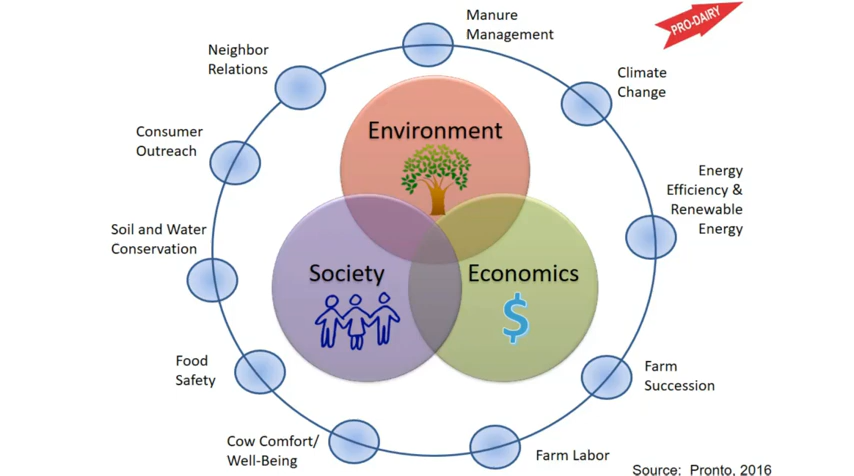 Manure
Management
PRO-DAIRY
Neighbor
Relations
Climate
Change
Consumer
Outreach
Environment
Energy
Efficiency &
Renewable
Energy
Soil and Water
Conservation
Society
Economics
$
Food
Safety
Farm
Succession
Cow Comfort/
Well-Being
Farm Labor
Source: Pronto, 2016